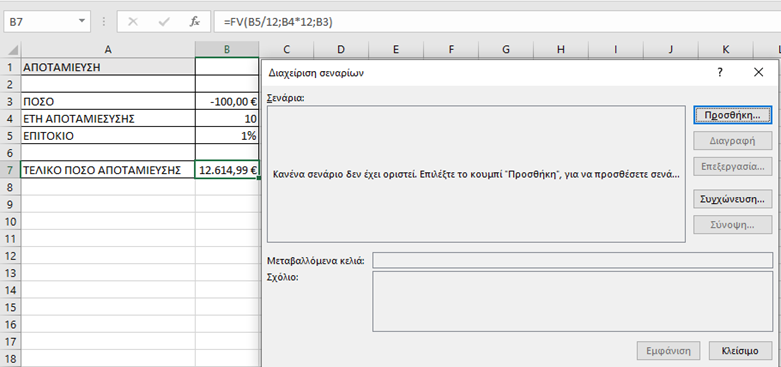 B7
fx
=FV(B5/12;B4*12;B3)
A B C D E F G H I J K L
1 ΑΠΟΤΑΜΙΕΥΣΗ
2
3 ΠΟΣΟ -100,00 €
4 ΕΤΗ ΑΠΟΤΑΜΙΕΣΥΣΗΣ 10
5 ΕΠΙΤΟΚΙΟ 1%
6
7 ΤΕΛΙΚΟ ΠΟΣΟ ΑΠΟΤΑΜΙΕΥΣΗΣ 12.614,99 €
8
9
10
11
12
13
14
15
16
17
18
Διαχείριση σεναρίων ?
Σενάρια:
Κανένα σενάριο δεν έχει οριστεί. Επιλέξτε το κουμπί "Προσθήκη", για να προσθέσετε σενά...
Προσθήκη...
Διαγραφή
Επεξεργασία...
Συγχώνευση...
Σύνοψη...
Μεταβαλλόμενα κελιά:
Σχόλιο:
Εμφάνιση
Κλείσιμο